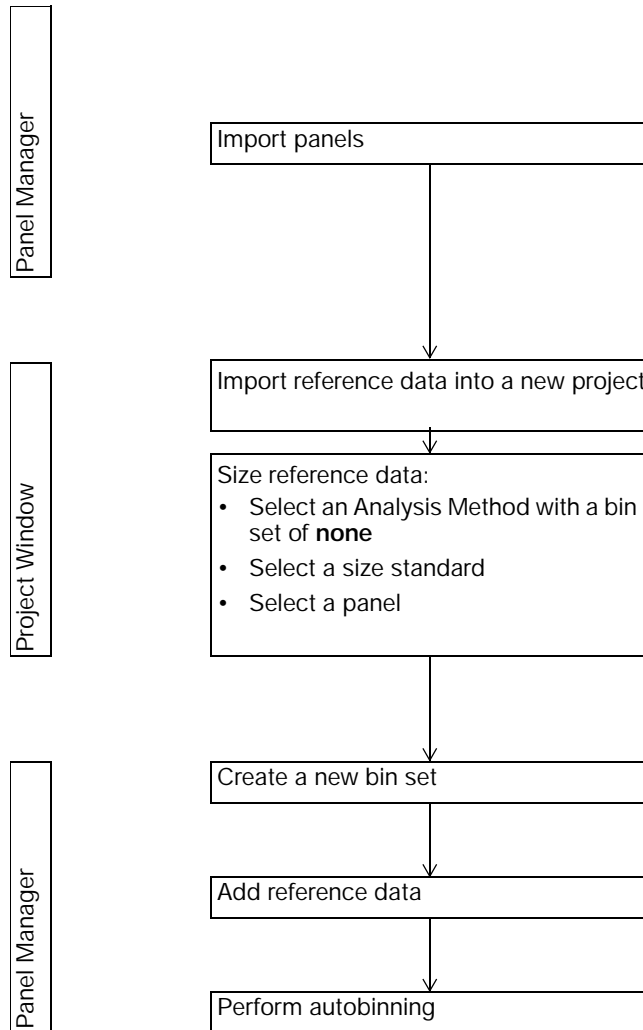 Panel Manager
Import panels
Project Window
Import reference data into a new project
Size reference data:
• Select an Analysis Method with a bin
set of none
• Select a size standard
• Select a panel
Panel Manager
Create a new bin set
Add reference data
Perform autobinning